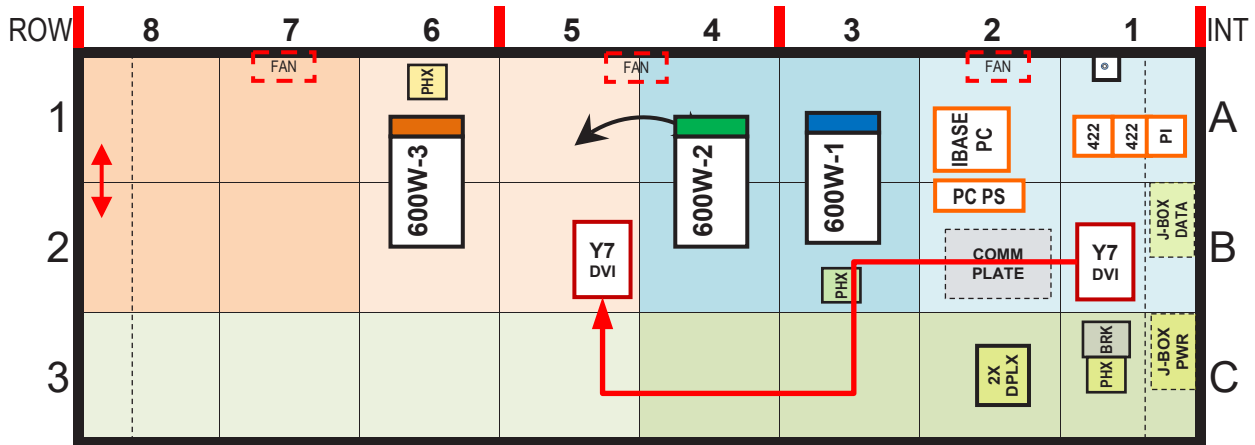 ROW 8 7 6 5 4 3 2 1 INT
FAN FAN FAN
PHX
1
A
600W-3
600W-2
600W-1
IBASE
PC
422
422
PI
PC PS
J-BOX
DATA
2
B
Y7
DVI
COMM
PLATE
Y7
DVI
PHX
3
C
2X
DPLX
BRK
PHX
J-BOX
PWR